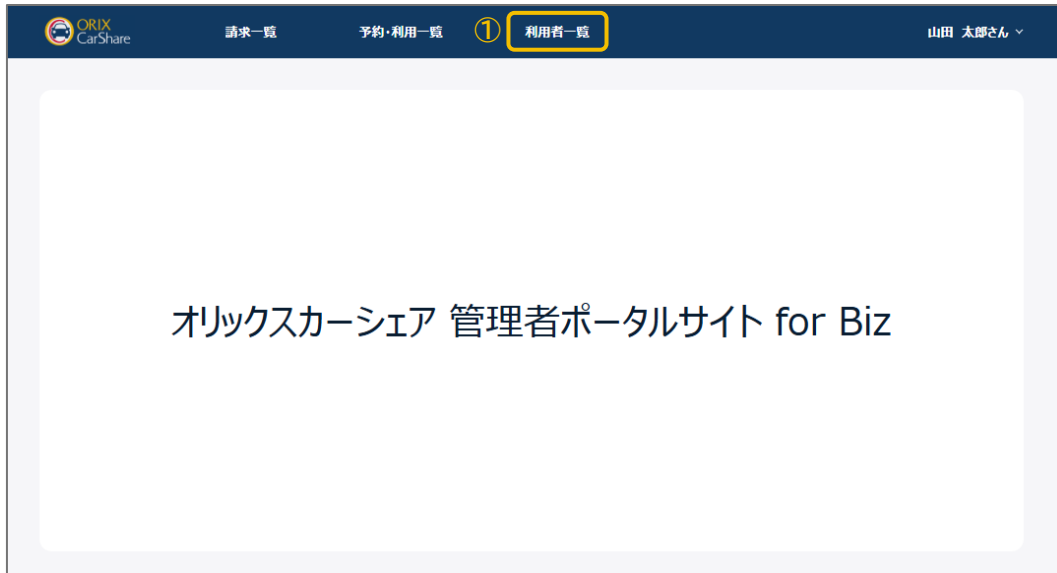 ORIX
CarShare
請求一覧 予約・利用一覧 ① 利用者一覧 山田 太郎さん
オリックスカーシェア 管理者ポータルサイト for Biz